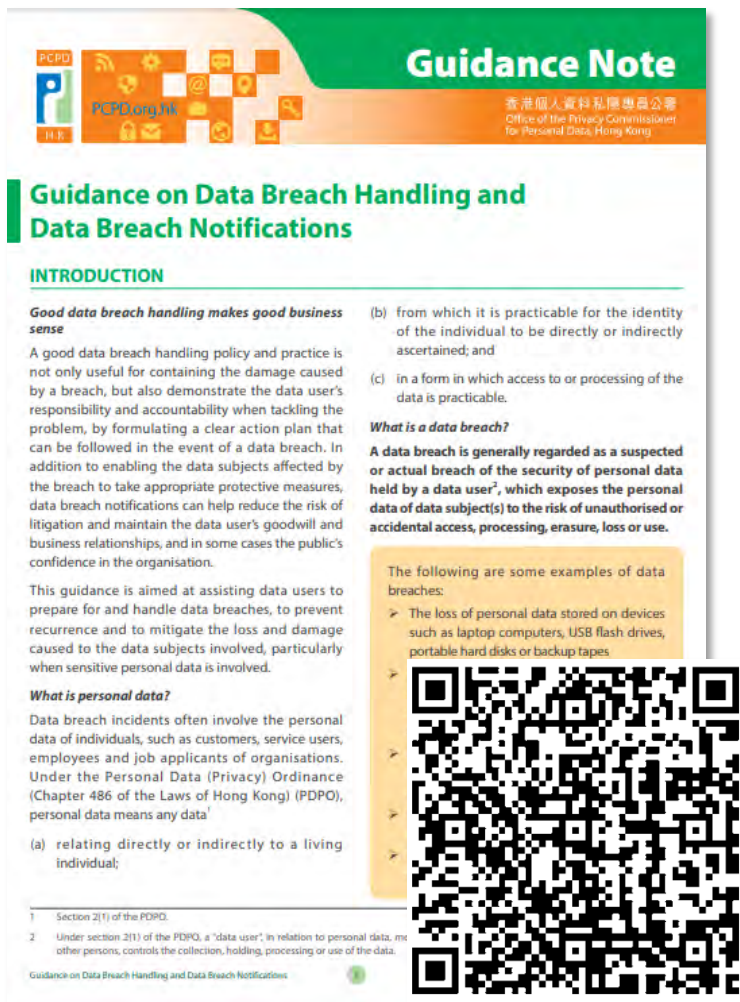 PCPD
PCPD.org.hk
H K
Guidance Note
香港個人資料私隱專員公署
Office of the Privacy Commissioner
for Personal Data, Hong Kong
Guidance on Data Breach Handling and
Data Breach Notifications
INTRODUCTION
Good data breach handling makes good business
sense
A good data breach handling policy and practice is
not only useful for containing the damage caused
by a breach, but also demonstrate the data user's
responsibility and accountability when tackling the
problem, by formulating a clear action plan that
can be followed in the event of a data breach. In
addition to enabling the data subjects affected by
the breach to take appropriate protective measures,
data breach notifications can help reduce the risk of
litigation and maintain the data user's goodwill and
business relationships, and in some cases the public's
confidence in the organisation.
This guidance is aimed at assisting data users to
prepare for and handle data breaches, to prevent
recurrence and to mitigate the loss and damage
caused to the data subjects involved, particularly
when sensitive personal data is involved.
What is personal data?
Data breach incidents often involve the personal
data of individuals, such as customers, service users,
employees and job applicants of organisations.
Under the Personal Data (Privacy) Ordinance
(Chapter 486 of the Laws of Hong Kong) (PDPO),
personal data means any data¹
(a) relating directly or indirectly to a living
individual;
(b) from which it is practicable for the identity
of the individual to be directly or indirectly
ascertained; and
(c) in a form in which access to or processing of the
data is practicable.
What is a data breach?
A data breach is generally regarded as a suspected
or actual breach of the security of personal data
held by a data user², which exposes the personal
data of data subject(s) to the risk of unauthorised or
accidental access, processing, erasure, loss or use.
The following are some examples of data
breaches:
➢ The loss of personal data stored on devices
such as laptop computers, USB flash drives,
portable hard disks or backup tapes
1 Section 2(1) of the PDPO.
2 Under section 2(1) of the PDPO, a "data user", in relation to personal data,
other persons, controls the collection, holding, processing or use of the data.
Guidance on Data Breach Handling and Data Breach Notifications